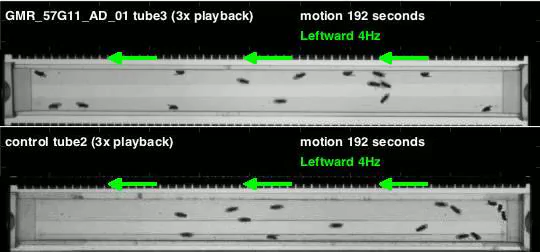 GMR_57G11_AD_01 tube3 (3x playback) motion 192 seconds
Leftward 4Hz
control tube2 (3x playback) motion 192 seconds
Leftward 4Hz